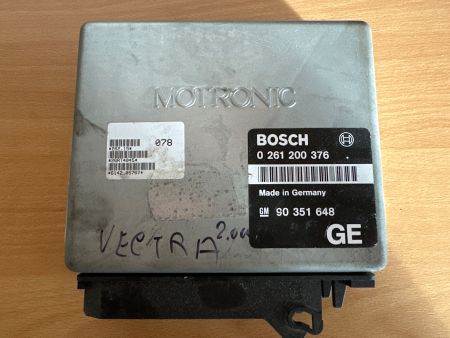 MOTRONIC
078
BOSCH
0 261 200 376
Made in Germany
GM 90 351 648
GE
VECTRA